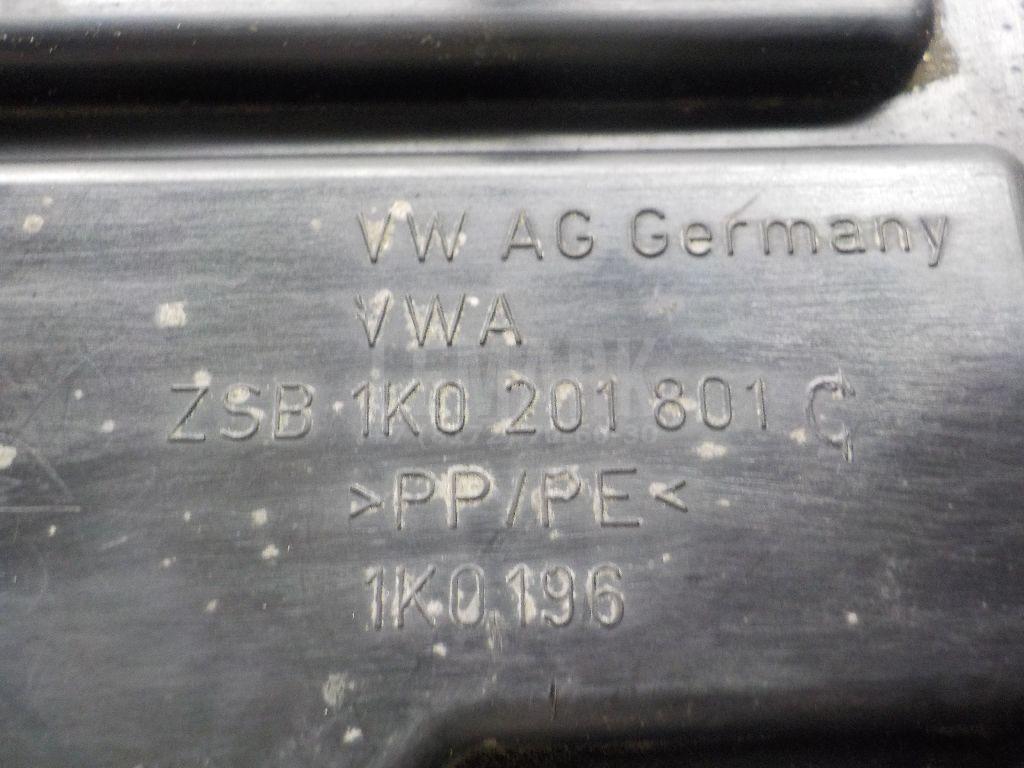 VW AG Germany
VWA
ZSB 1K0 201 801 C
>PP/PE<
1K0 196